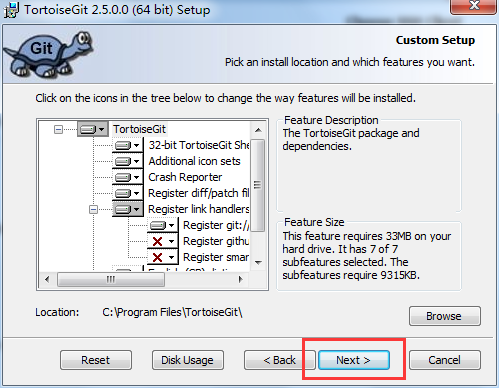 TortoiseGit 2.5.0.0 (64 bit) Setup
Git
Custom Setup
Pick an install location and which features you want.
Click on the icons in the tree below to change the way features will be installed.
TortoiseGit
32-bit TortoiseGit She
Additional icon sets
Crash Reporter
Register diff/patch fil
Register link handlers
Register git://
Register githu
Register smar
Feature Description
The TortoiseGit package and
dependencies.
Feature Size
This feature requires 33MB on your
hard drive. It has 7 of 7
subfeatures selected. The
subfeatures require 9315KB.
Location: C:\Program Files\TortoiseGit\
Browse
Reset Disk Usage < Back Next > Cancel